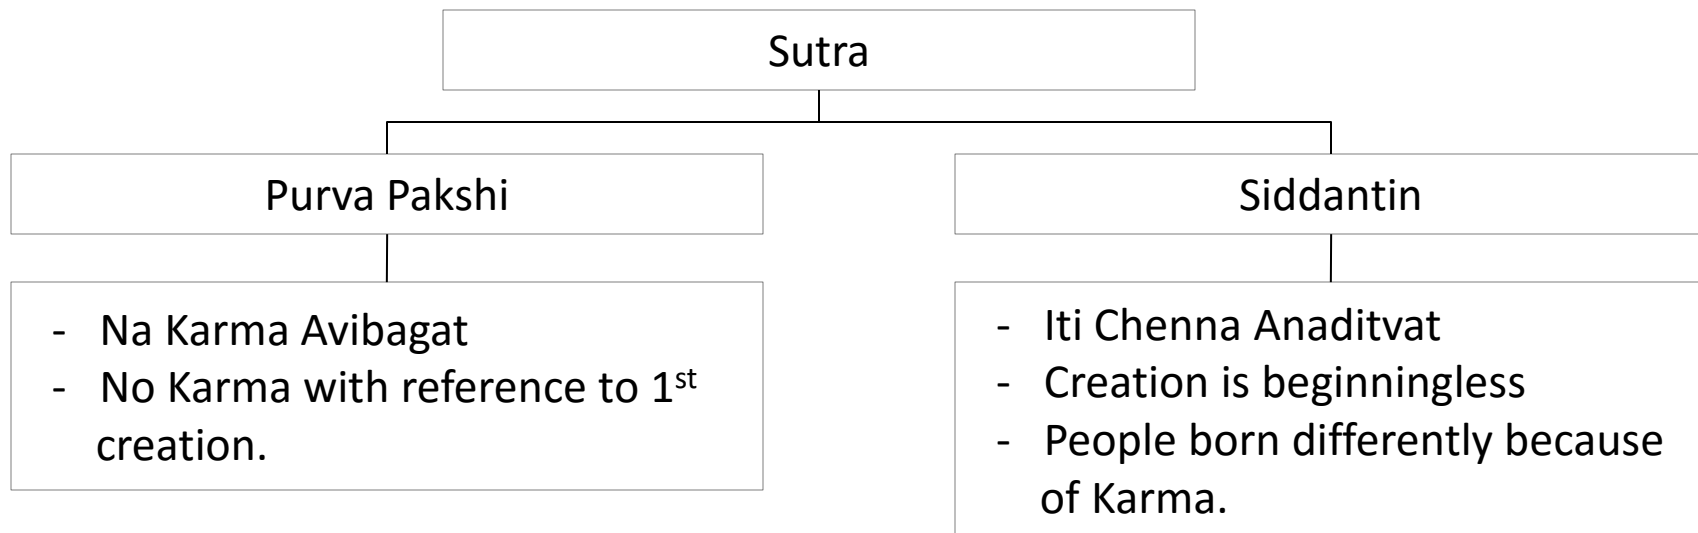 Sutra
Purva Pakshi
Siddantin
- Na Karma Avibagat
- No Karma with reference to 1st
creation.
- Iti Chenna Anaditvat
- Creation is beginningless
- People born differently because
of Karma.